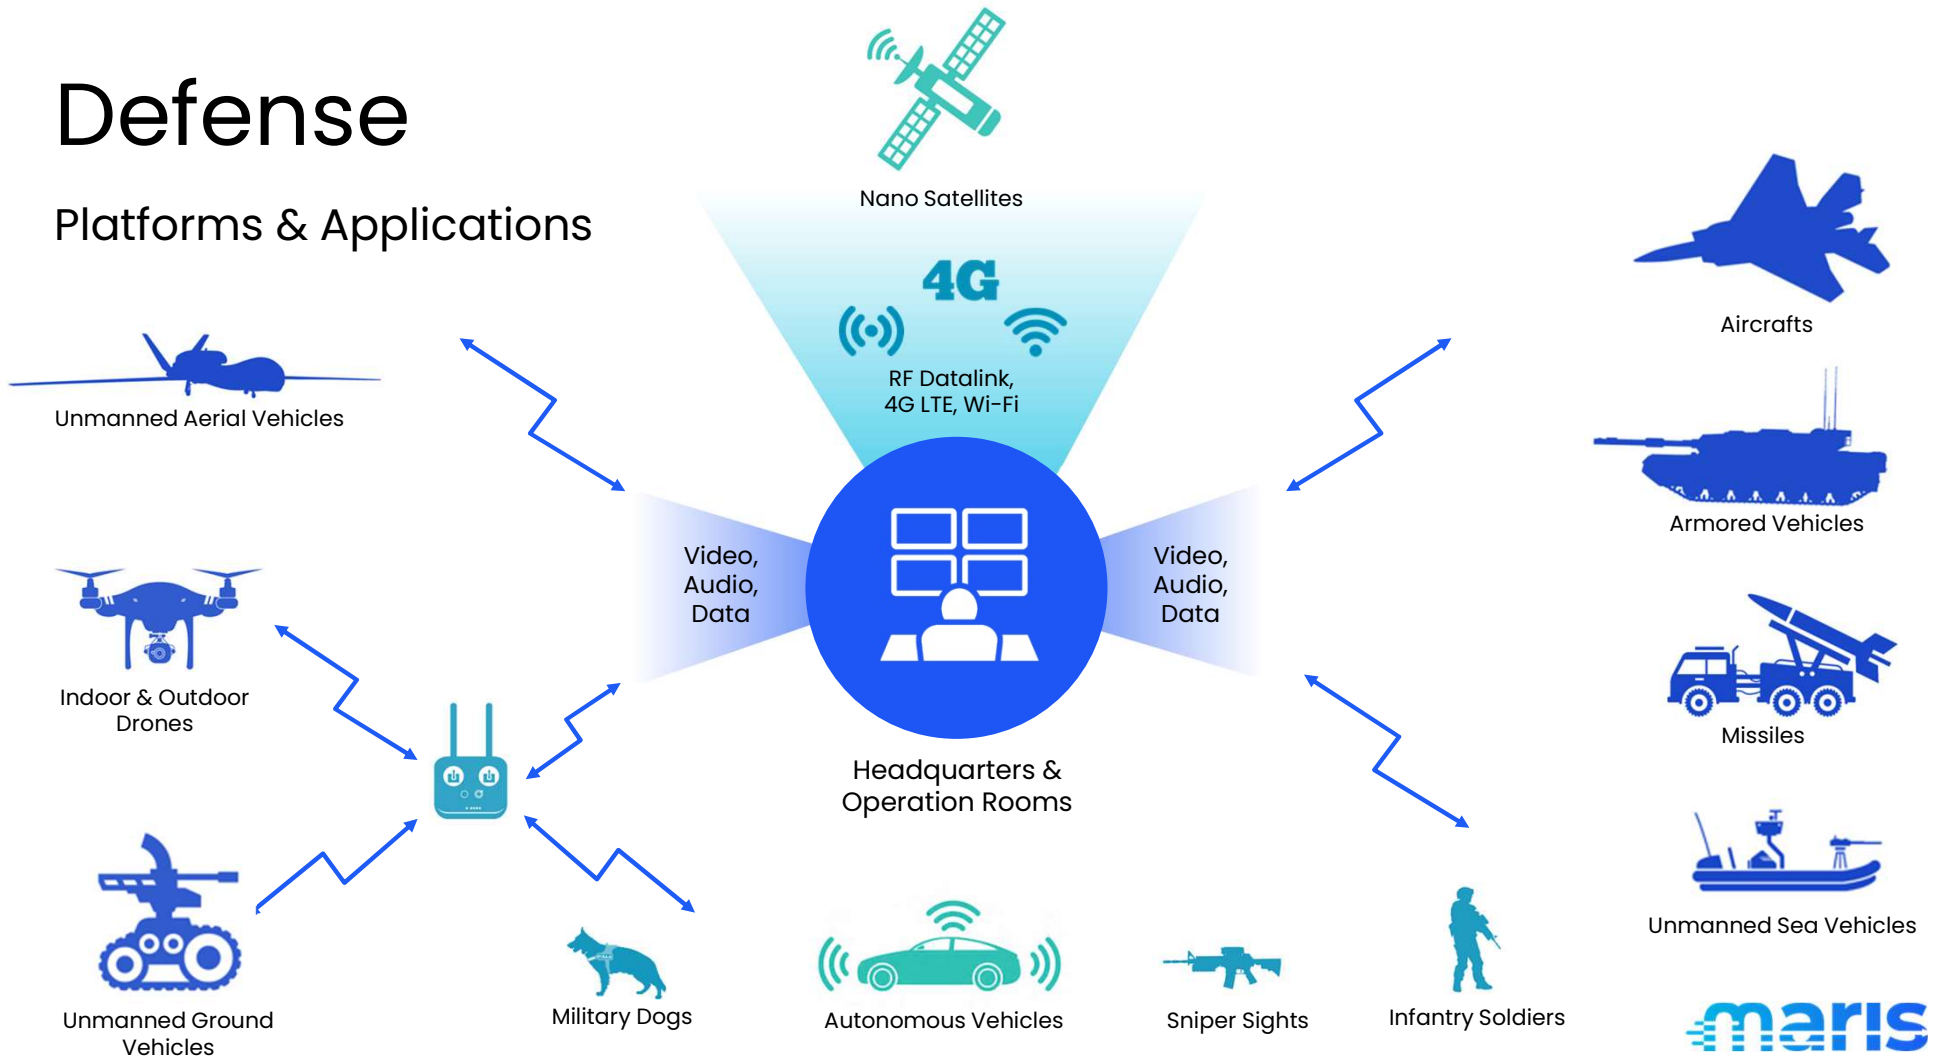 Defense
Platforms & Applications
Nano Satellites
4G
RF Datalink,
4G LTE, Wi-Fi
Aircrafts
Unmanned Aerial Vehicles
Armored Vehicles
Video,
Audio,
Data
Video,
Audio,
Data
Indoor & Outdoor
Drones
Missiles
Headquarters &
Operation Rooms
Unmanned Sea Vehicles
Unmanned Ground
Vehicles
Military Dogs
Autonomous Vehicles
Sniper Sights
Infantry Soldiers
maris